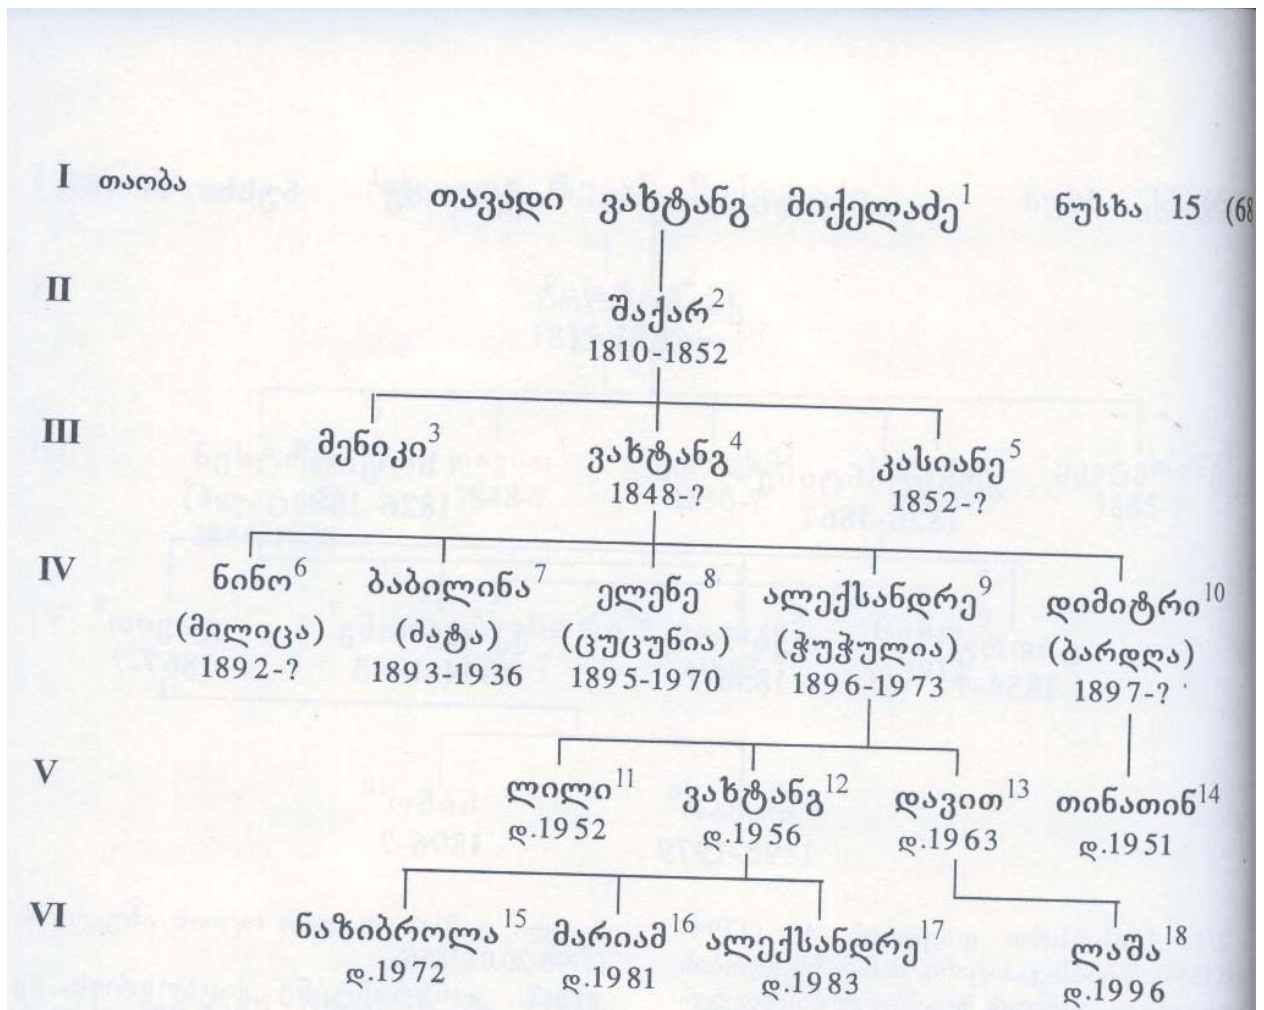 I თაობა
თავადი ვახტანგ მიქელაძე¹ ნუსხა 15 (68
II
შაქარ²
1810-1852
III
მენიკი³ ვახტანგ⁴ კასიანე⁵
1848-? 1852-?
IV
ნინო⁶ ბაბილინა⁷ ელენე⁸ ალექსანდრე⁹ დიმიტრი¹⁰
(მილიცა) (მატა) (ცუცუნია) (ჭუჭულია) (ბარდღა)
1892-? 1893-1936 1895-1970 1896-1973 1897-?
V
ლილი¹¹ ვახტანგ¹² დავით¹³ თინათინ¹⁴
დ.1952 დ.1956 დ.1963 დ.1951
VI
ნაზიბროლა¹⁵ მარიამ¹⁶ ალექსანდრე¹⁷ ლაშა¹⁸
დ.1972 დ.1981 დ.1983 დ.1996